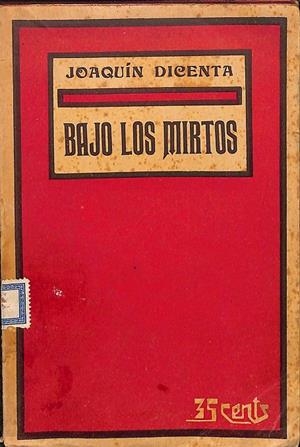 JOAQUÍN DICENTA
BAJO LOS MIRTOS
35 cents